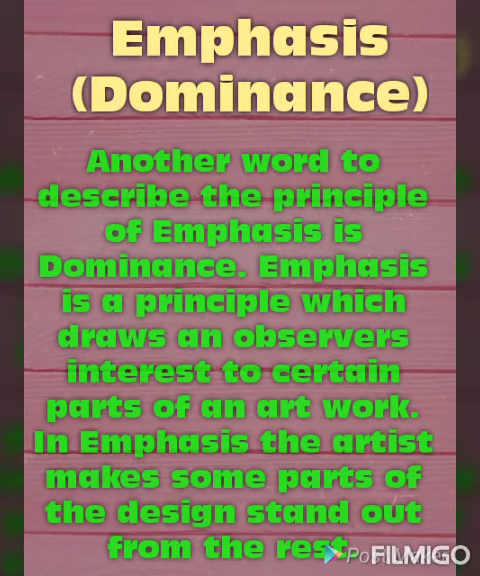 Emphasis
(Dominance)
Another word to
describe the principle
of Emphasis is
Dominance. Emphasis
is a principle which
draws an observers
interest to certain
parts of an art work.
In Emphasis the artist
makes some parts of
the design stand out
from the rest.
FILMIGO